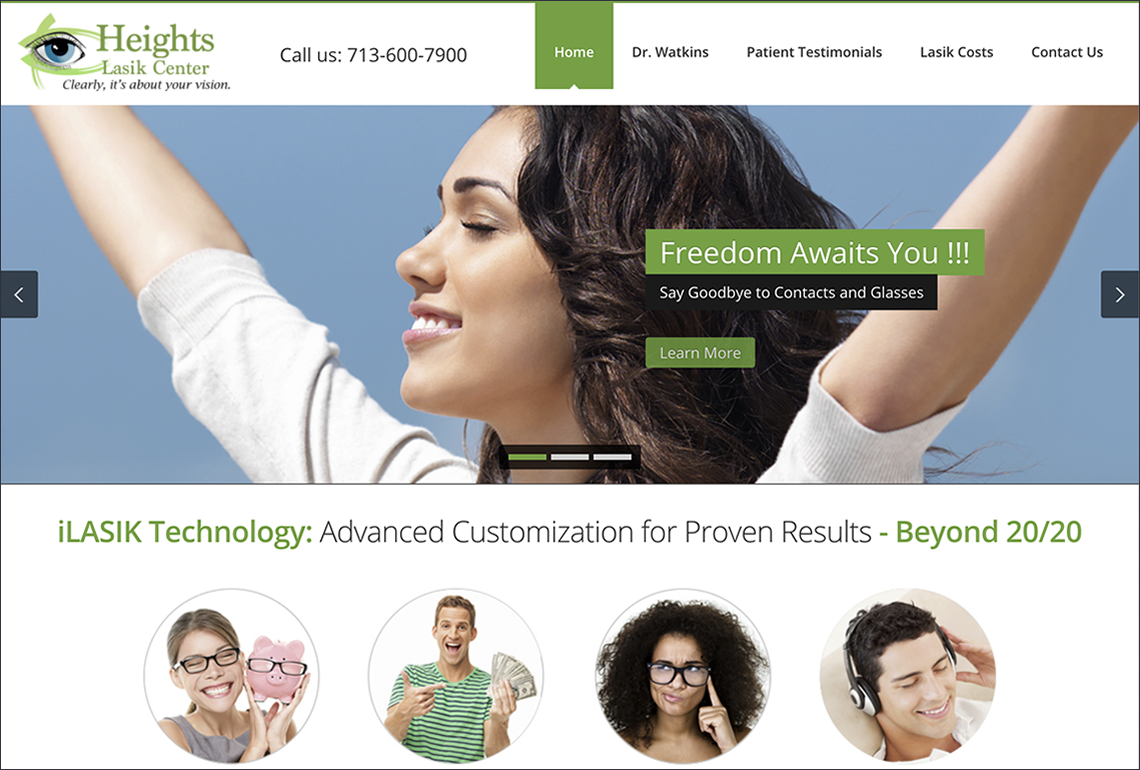 Heights
Lasik Center
Clearly, it's about your vision.
Call us: 713-600-7900
Home
Dr. Watkins
Patient Testimonials
Lasik Costs
Contact Us
Freedom Awaits You !!!
Say Goodbye to Contacts and Glasses
Learn More
iLASIK Technology: Advanced Customization for Proven Results - Beyond 20/20